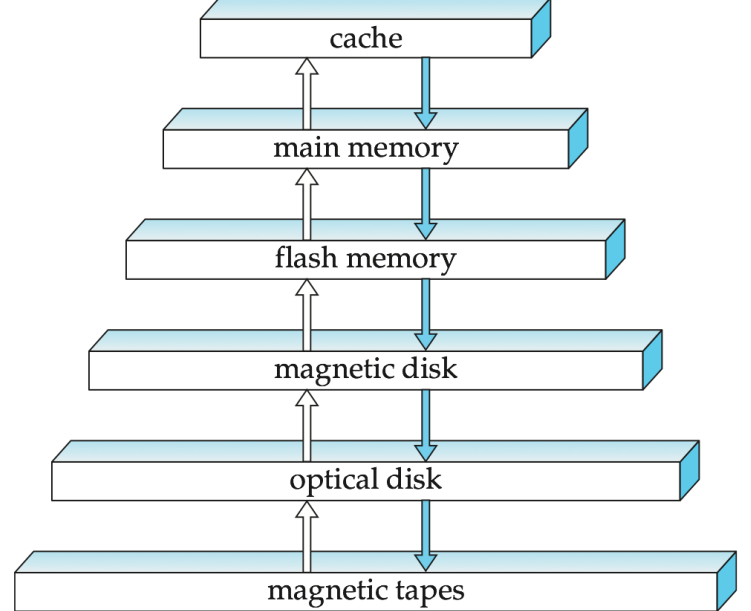 cache
main memory
flash memory
magnetic disk
optical disk
magnetic tapes